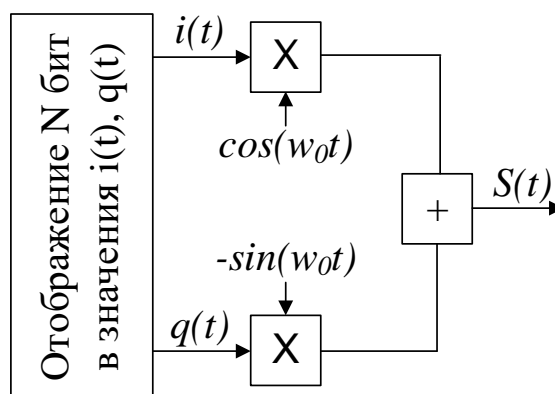 Отображение N бит
в значения i(t), q(t)
i(t)
X
cos(w₀t)
S(t)
+
-sin(w₀t)
q(t)
X